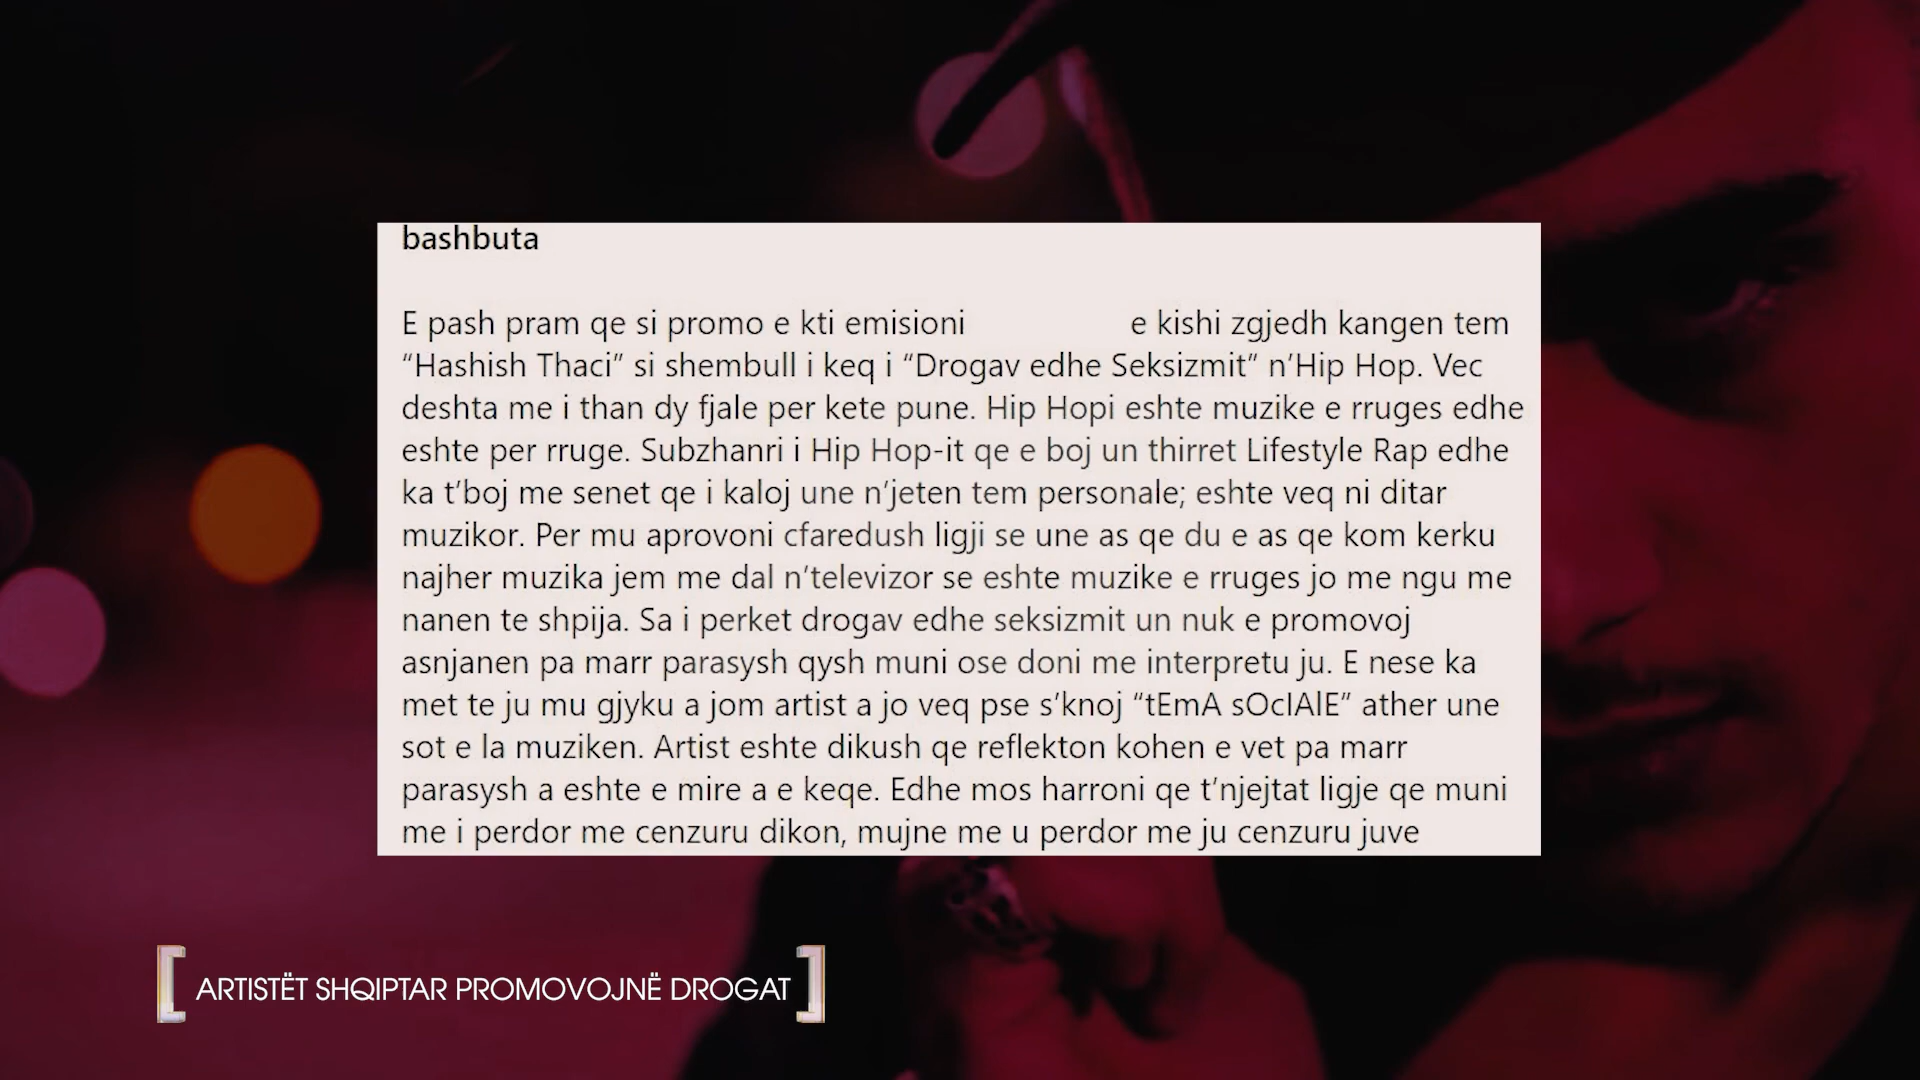 bashbuta
E pash pram qe si promo e kti emisioni e kishi zgjedh kangen tem
“Hashish Thaci” si shembull i keq i “Drogav edhe Seksizmit” n’Hip Hop. Vec
deshta me i than dy fjale per kete pune. Hip Hopi eshte muzike e rruges edhe
eshte per rruge. Subzhanri i Hip Hop-it qe e boj un thirret Lifestyle Rap edhe
ka t’boj me senet qe i kaloj une n’jeten tem personale; eshte veq ni ditar
muzikor. Per mu aprovoni cfaredush ligji se une as qe du e as qe kom kerku
najher muzika jem me dal n’televizor se eshte muzike e rruges jo me ngu me
nanen te shpija. Sa i perket drogav edhe seksizmit un nuk e promovoj
asnjanen pa marr parasysh qysh muni ose doni me interpretu ju. E nese ka
met te ju mu gjyku a jom artist a jo veq pse s’knoj “tEmA sOcIAlE” ather une
sot e la muziken. Artist eshte dikush qe reflekton kohen e vet pa marr
parasysh a eshte e mire a e keqe. Edhe mos harroni qe t’njejtat ligje qe muni
me i perdor me cenzuru dikon, mujne me u perdor me ju cenzuru juve
ARTISTËT SHQIPTAR PROMOVOJNË DROGAT